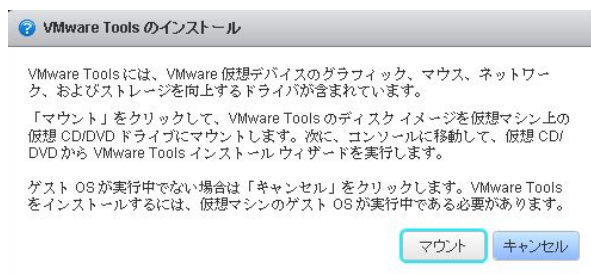 VMware Tools のインストール
VMware Tools には、VMware 仮想デバイスのグラフィック、マウス、ネットワー
ク、およびストレージを向上するドライバが含まれています。
「マウント」をクリックして、VMware Tools のディスク イメージを仮想マシン上の
仮想 CD/DVD ドライブにマウントします。次に、コンソールに移動して、仮想 CD/
DVD から VMware Tools インストール ウィザードを実行します。
ゲスト OS が実行中でない場合は「キャンセル」をクリックします。VMware Tools
をインストールするには、仮想マシンのゲスト OS が実行中である必要があります。
マウント
キャンセル